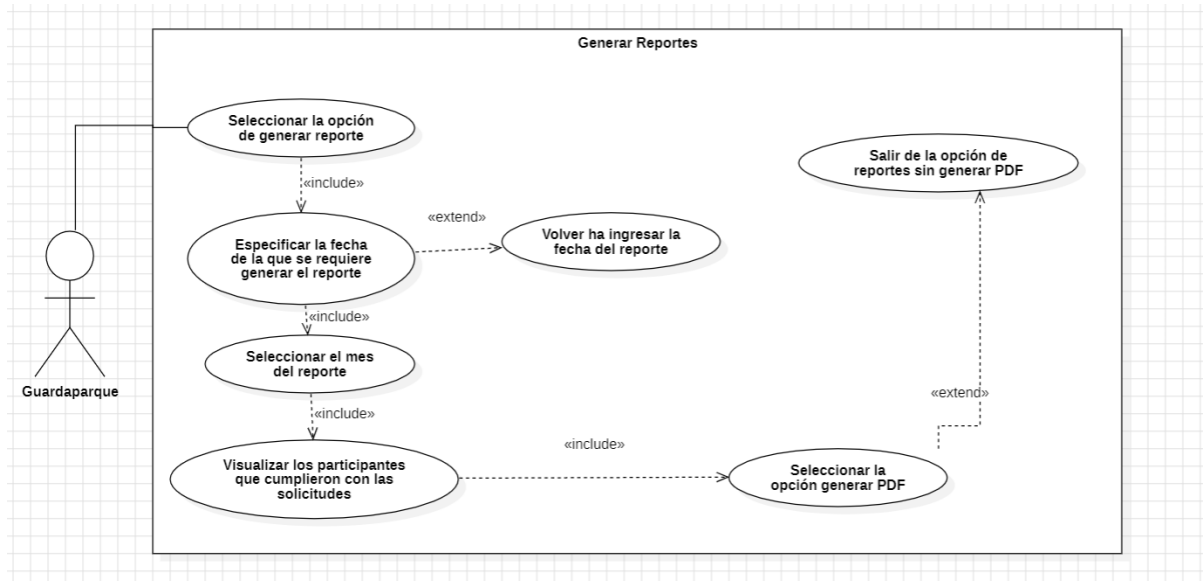 Generar Reportes
Seleccionar la opción
de generar reporte
«include»
Especificar la fecha
de la que se requiere
generar el reporte
«extend»
Volver ha ingresar la
fecha del reporte
Salir de la opción de
reportes sin generar PDF
«include»
Seleccionar el mes
del reporte
Guardaparque
«include»
«extend»
Visualizar los participantes
que cumplieron con las
solicitudes
«include»
Seleccionar la
opción generar PDF